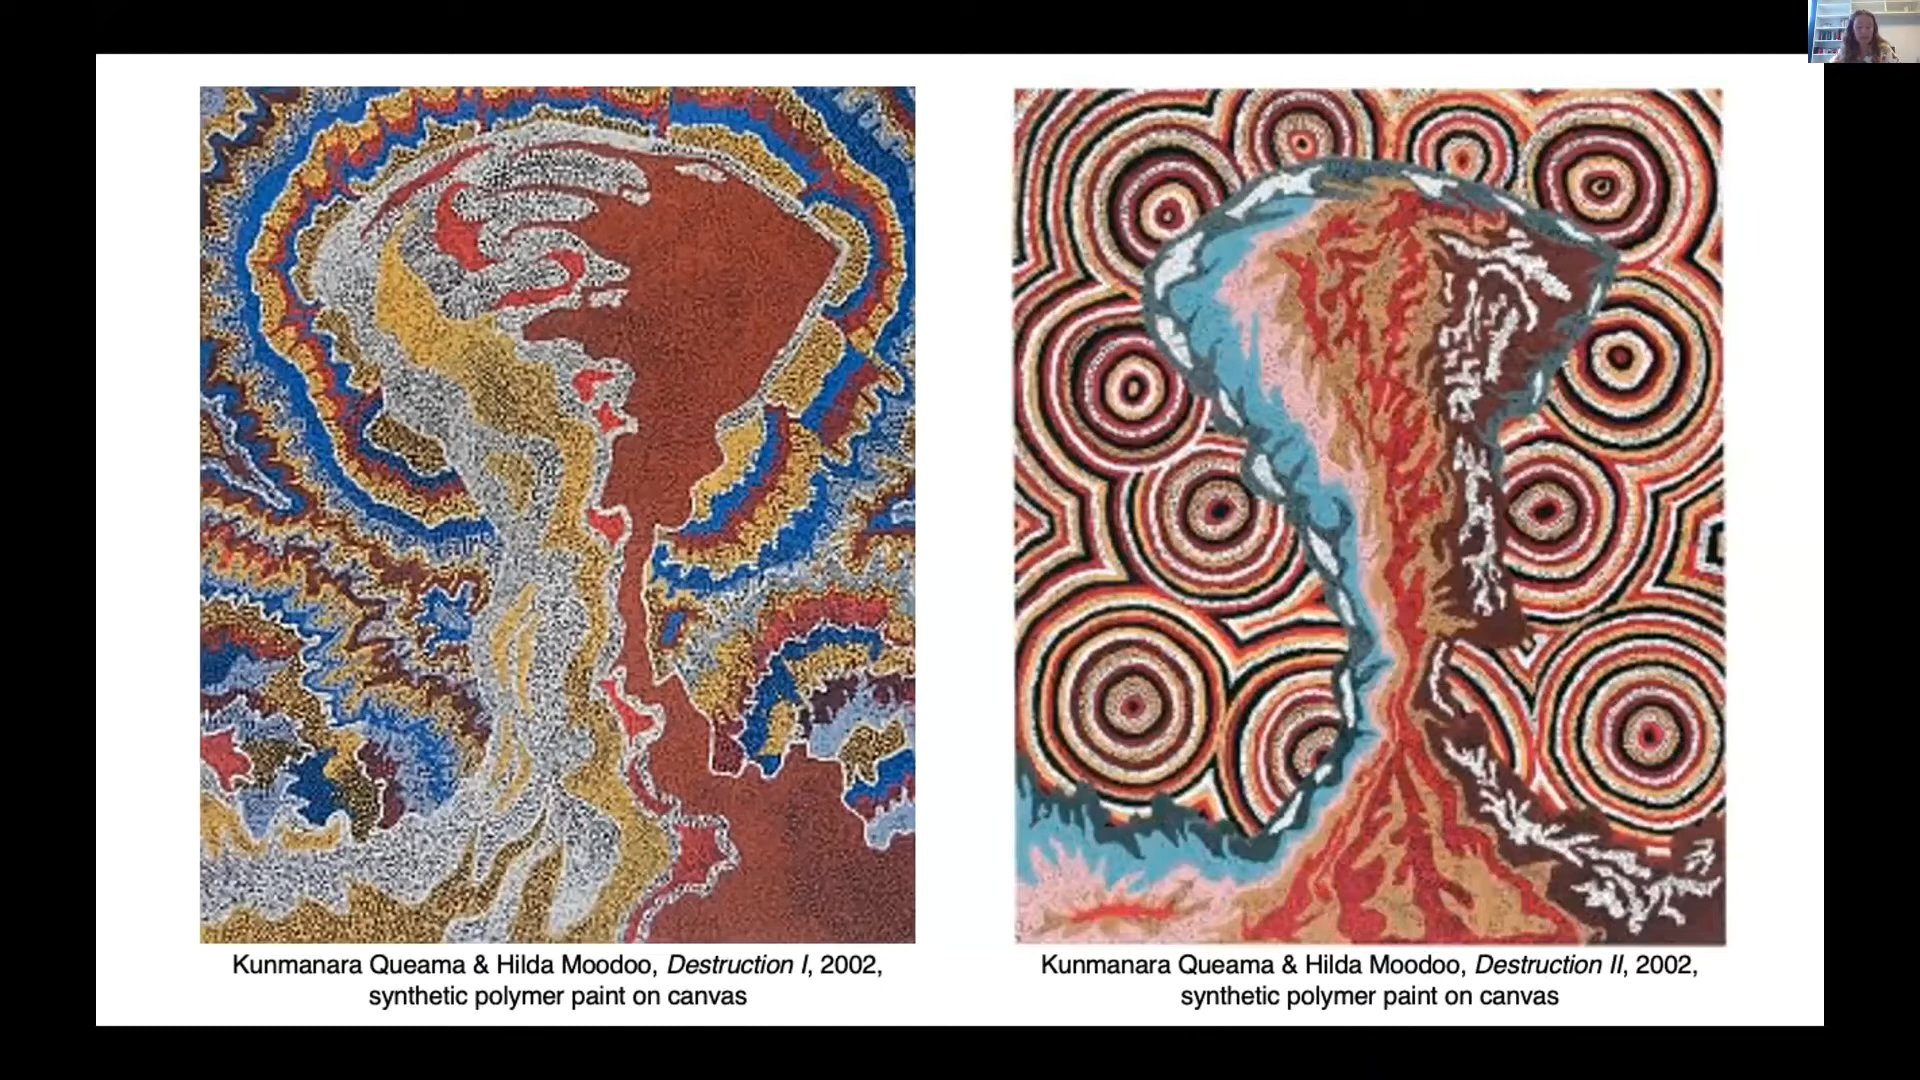 Kunmanara Queama & Hilda Moodoo, Destruction I, 2002,
synthetic polymer paint on canvas
Kunmanara Queama & Hilda Moodoo, Destruction II, 2002,
synthetic polymer paint on canvas